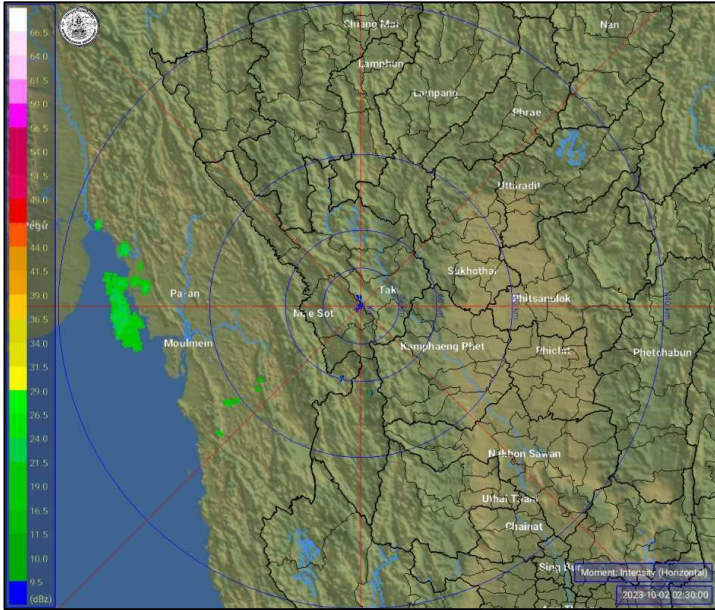 66.5
64.0
61.5
59.0
56.5
54.0
51.5
49.0
46.5
44.0
41.5
39.0
36.5
34.0
31.5
29.0
26.5
24.0
21.5
19.0
16.5
14.0
11.5
10.0
9.5
(dBz)
Chiang Mai
Nan
Lamphun
Lampang
Phrae
Uttaradit
Pa-an
Sukhothai
Tak
Mae Sot
Phitsanulok
Moulmein
Kamphaeng Phet
Phichit
Phetchabun
Nakhon Sawan
Uthai Thani
Chainat
Sing Buri
Moment: Intensity (Horizontal)
2023-10-02 02:30:00